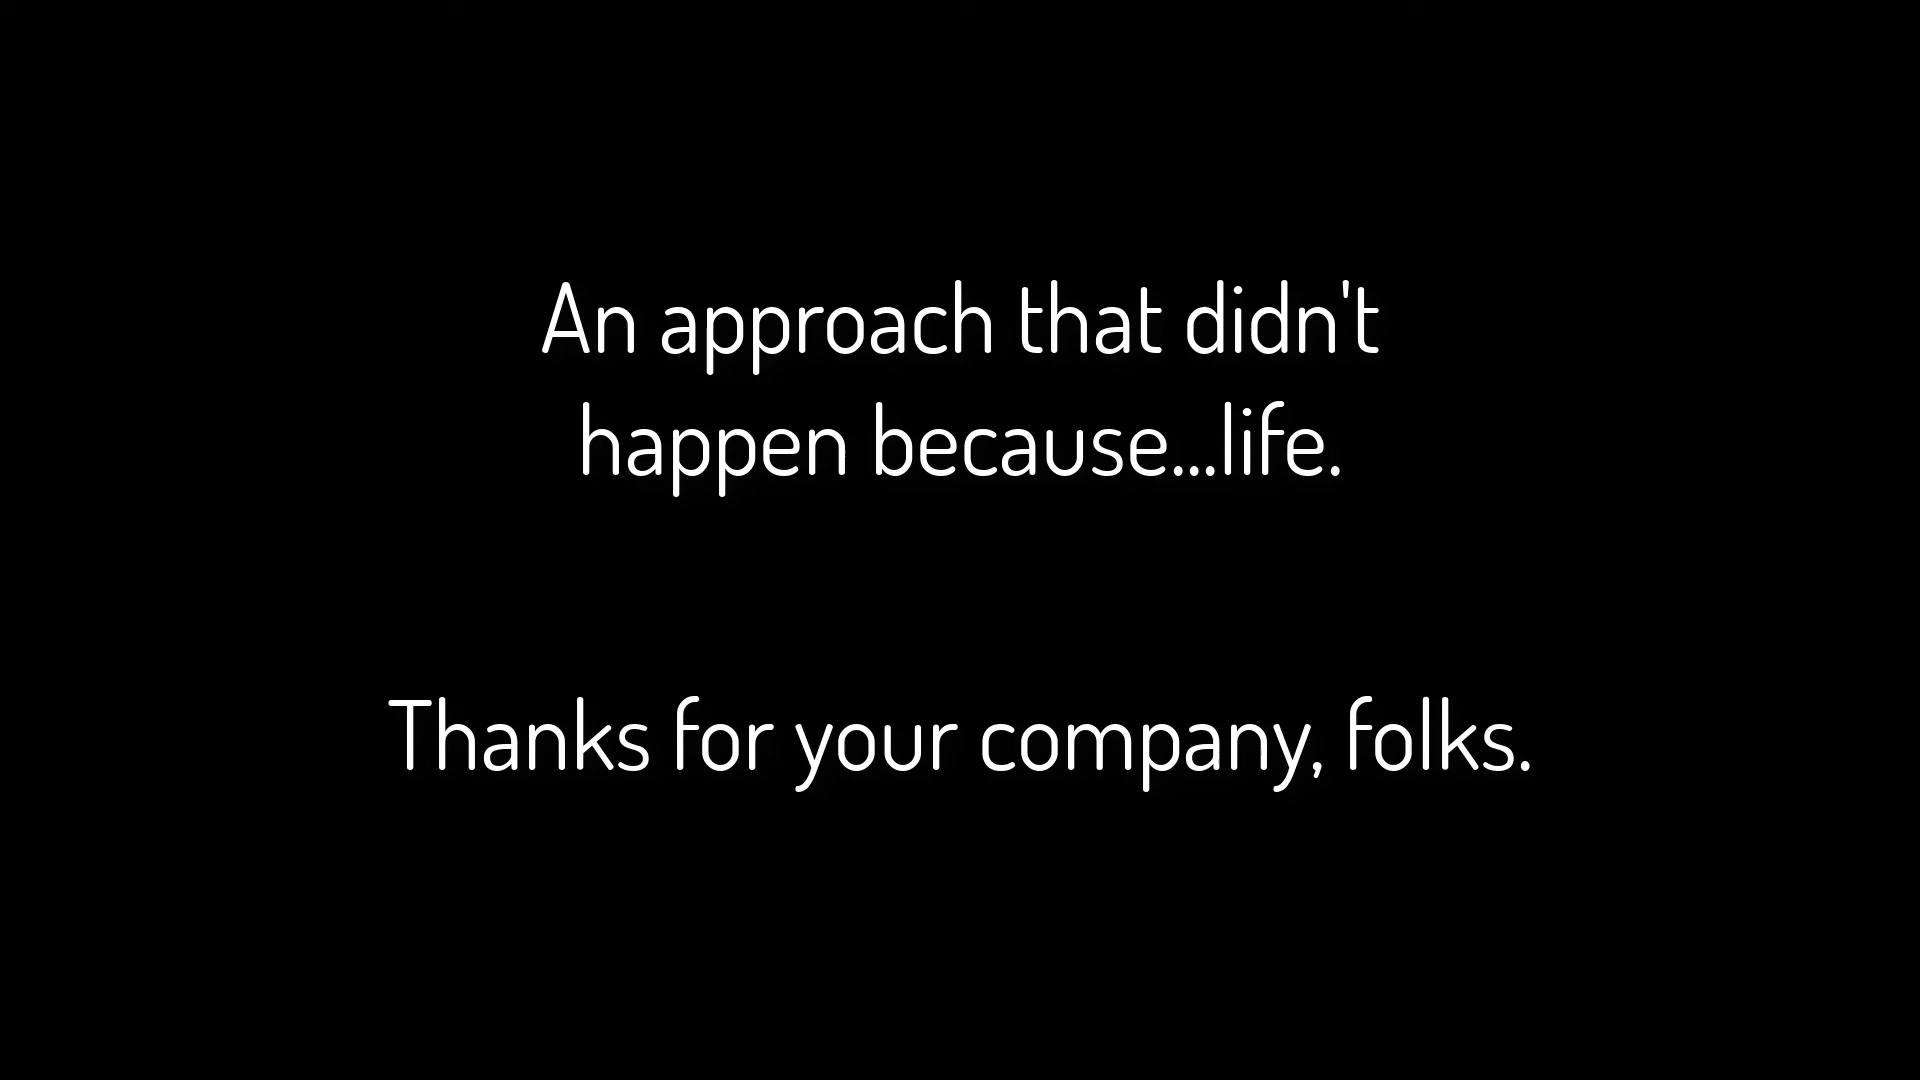 An approach that didn't
happen because...life.
Thanks for your company, folks.